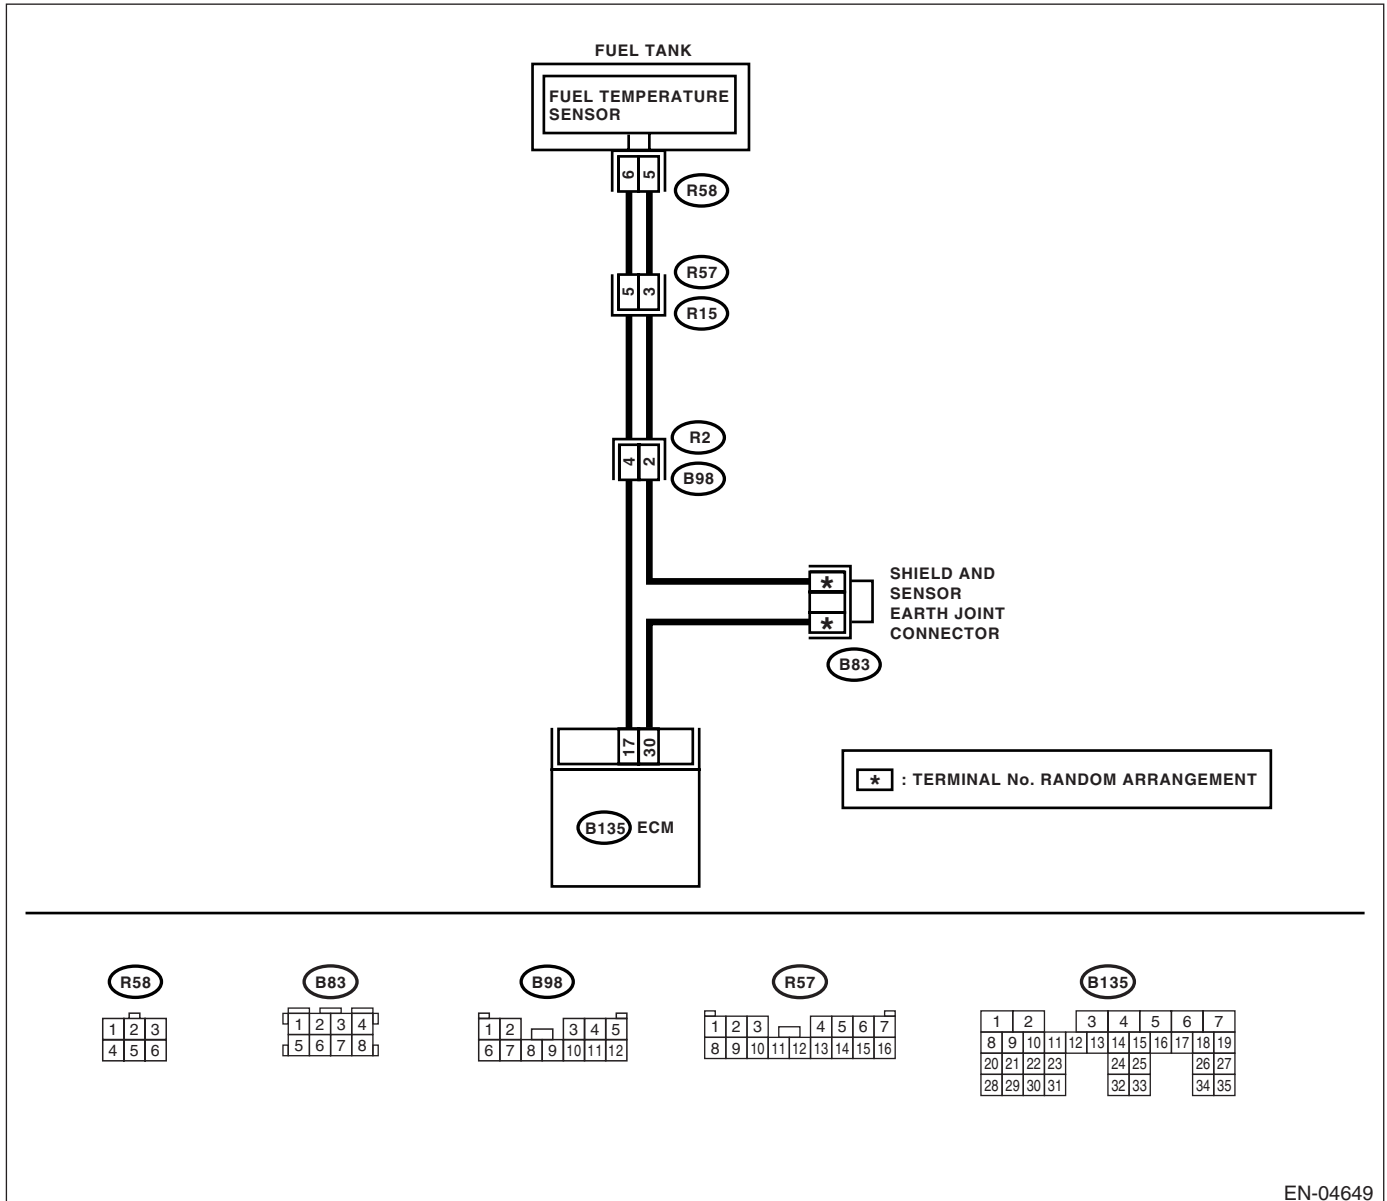 FUEL TANK
FUEL TEMPERATURE
SENSOR
6 5
R58
5 3
R57
R15
4 2
R2
B98
*
*
SHIELD AND
SENSOR
EARTH JOINT
CONNECTOR
B83
17 30
B135 ECM
* : TERMINAL No. RANDOM ARRANGEMENT
R58
1 2 3
4 5 6
B83
1 2 3 4
5 6 7 8
B98
1 2 3 4 5
6 7 8 9 10 11 12
R57
1 2 3 4 5 6 7
8 9 10 11 12 13 14 15 16
B135
1 2 3 4 5 6 7
8 9 10 11 12 13 14 15 16 17 18 19
20 21 22 23 24 25 26 27
28 29 30 31 32 33 34 35
EN-04649